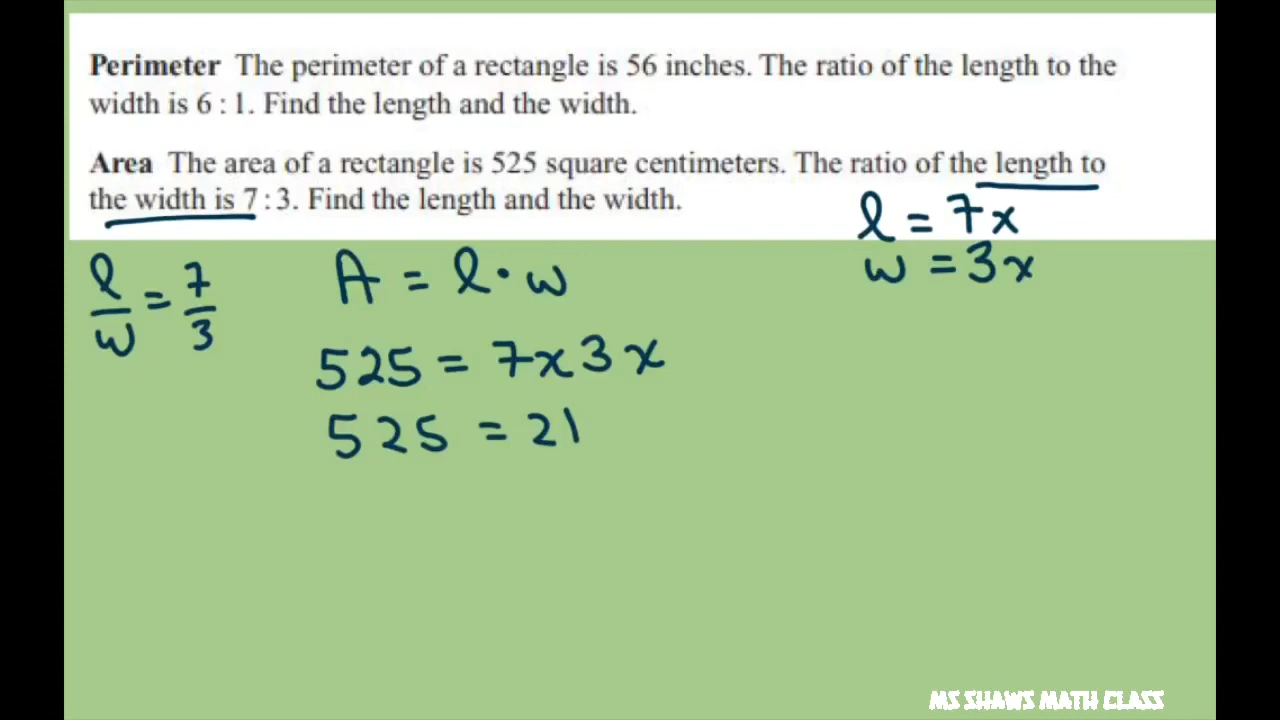 Perimeter The perimeter of a rectangle is 56 inches. The ratio of the length to the
width is 6 : 1. Find the length and the width.
Area The area of a rectangle is 525 square centimeters. The ratio of the length to
the width is 7 : 3. Find the length and the width.
l = 7x
w = 3x
l/w = 7/3
A = l · w
525 = 7x3x
525 = 21
MS SHAWS MATH CLASS